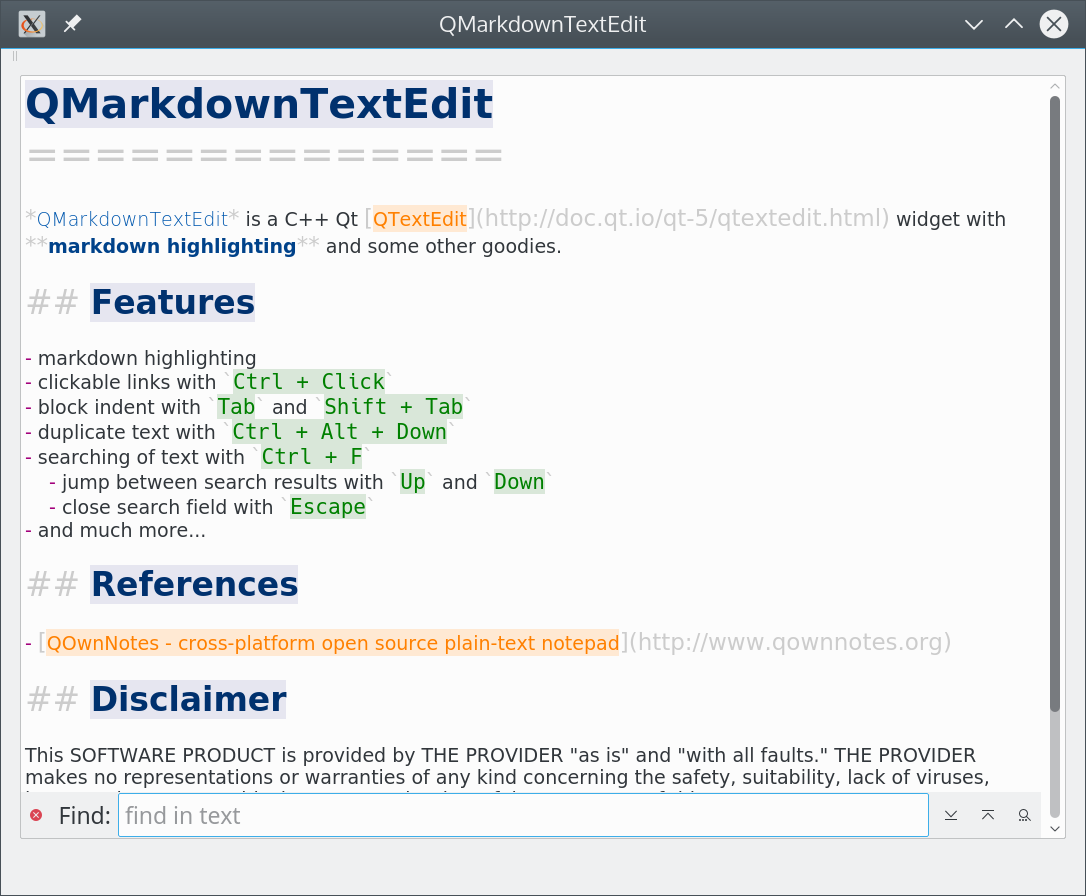 QMarkdownTextEdit
QMarkdownTextEdit
==============
*QMarkdownTextEdit* is a C++ Qt [QTextEdit](http://doc.qt.io/qt-5/qtextedit.html) widget with
**markdown highlighting** and some other goodies.
## Features
- markdown highlighting
- clickable links with `Ctrl + Click`
- block indent with `Tab` and `Shift + Tab`
- duplicate text with `Ctrl + Alt + Down`
- searching of text with `Ctrl + F`
- jump between search results with `Up` and `Down`
- close search field with `Escape`
- and much more...
## References
- [QOwnNotes - cross-platform open source plain-text notepad](http://www.qownnotes.org)
## Disclaimer
This SOFTWARE PRODUCT is provided by THE PROVIDER "as is" and "with all faults." THE PROVIDER
makes no representations or warranties of any kind concerning the safety, suitability, lack of viruses,
Find: find in text